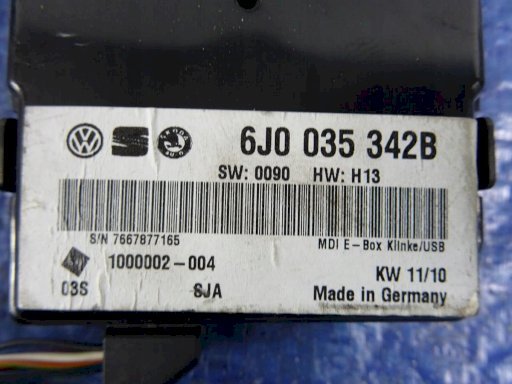 6J0 035 342B
SW: 0090 HW: H13
S/N 7667877165 MDI E-Box Klinke/USB
1000002-004
KW 11/10
03S SJA Made in Germany